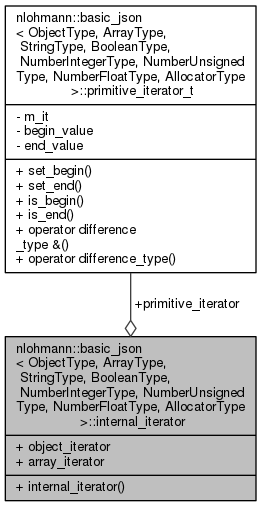 nlohmann::basic_json
< ObjectType, ArrayType,
StringType, BooleanType,
NumberIntegerType, NumberUnsigned
Type, NumberFloatType, AllocatorType
>::primitive_iterator_t
- m_it
- begin_value
- end_value
+ set_begin()
+ set_end()
+ is_begin()
+ is_end()
+ operator difference
_type &()
+ operator difference_type()
+primitive_iterator
nlohmann::basic_json
< ObjectType, ArrayType,
StringType, BooleanType,
NumberIntegerType, NumberUnsigned
Type, NumberFloatType, AllocatorType
>::internal_iterator
+ object_iterator
+ array_iterator
+ internal_iterator()